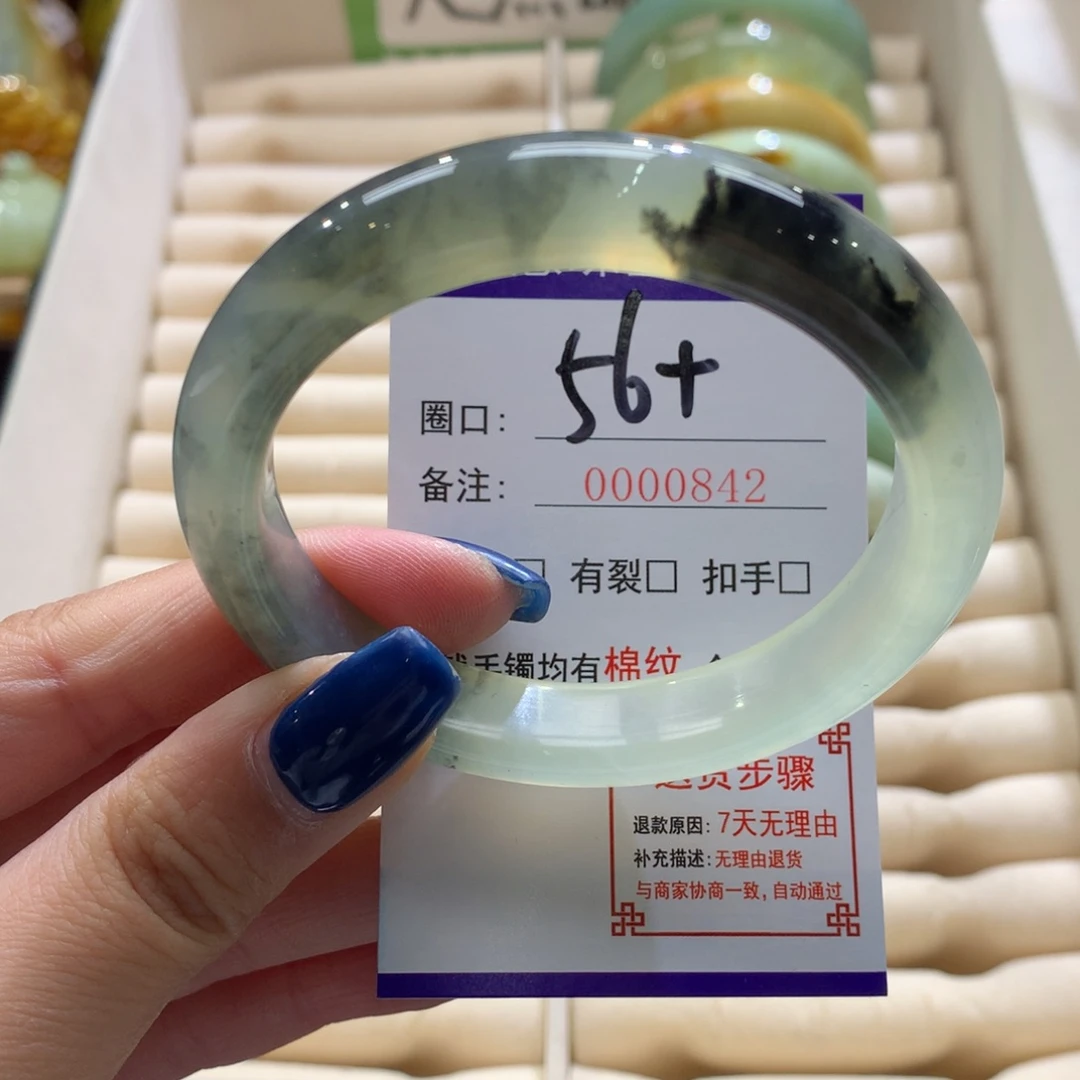 圈口: 56+
备注: 0000842
有裂□ 扣手□
手镯均有棉纹
退货步骤
退款原因: 7天无理由
补充描述: 无理由退货
与商家协商一致, 自动通过